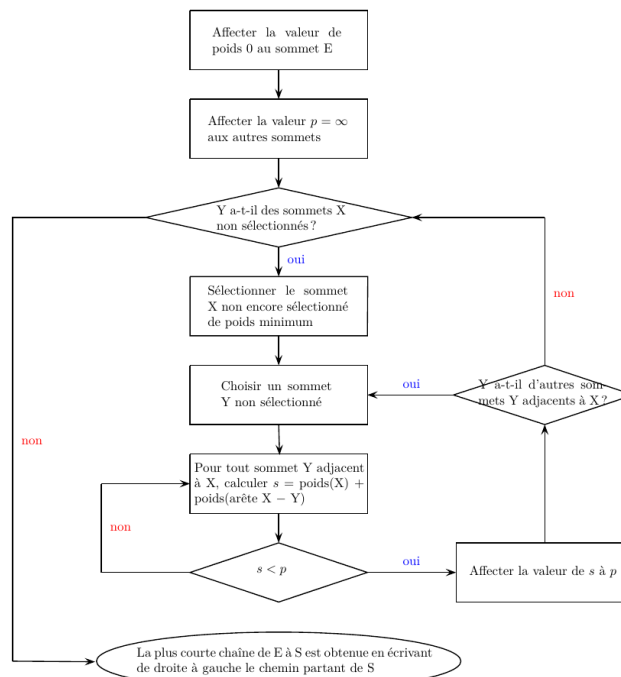 Affecter la valeur de
poids 0 au sommet E
Affecter la valeur p = ∞
aux autres sommets
Y a-t-il des sommets X
non sélectionnés ?
oui
non
Sélectionner le sommet
X non encore sélectionné
de poids minimum
Choisir un sommet
Y non sélectionné
oui
Y a-t-il d'autres som-
mets Y adjacents à X ?
non
Pour tout sommet Y adjacent
à X, calculer s = poids(X) +
poids(arête X − Y)
non
s < p
oui
Affecter la valeur de s à p
La plus courte chaîne de E à S est obtenue en écrivant
de droite à gauche le chemin partant de S